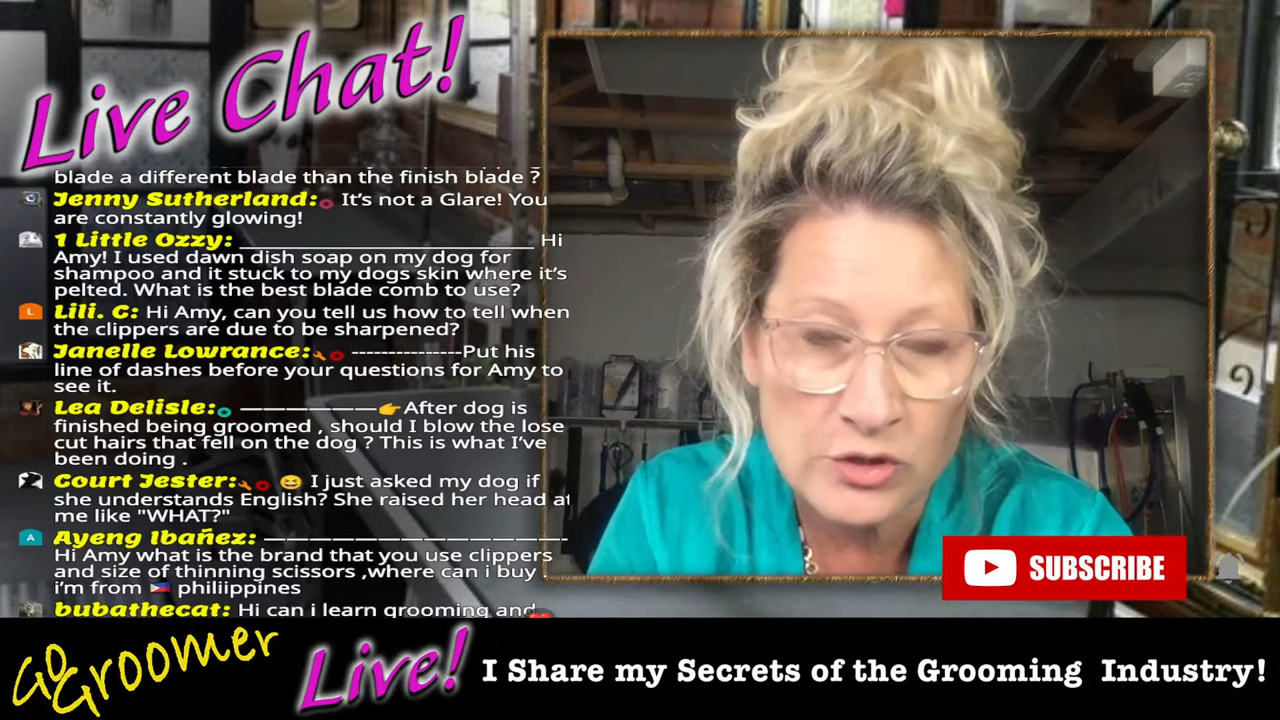 Live Chat!
blade a different blade than the finish blade ?
Jenny Sutherland: It's not a Glare! You
are constantly glowing!
1 Little Ozzy: ______________________________ Hi
Amy! I used dawn dish soap on my dog for
shampoo and it stuck to my dogs skin where it's
pelted. What is the best blade comb to use?
L Lili. C: Hi Amy, can you tell us how to tell when
the clippers are due to be sharpened?
Janelle Lowrance: ---------------Put his
line of dashes before your questions for Amy to
see it.
Lea Delisle: —————————👉After dog is
finished being groomed , should I blow the lose
cut hairs that fell on the dog ? This is what I've
been doing .
Court Jester: 😄 I just asked my dog if
she understands English? She raised her head at
me like "WHAT?"
A Ayeng Ibañez: ————————————————————
Hi Amy what is the brand that you use clippers
and size of thinning scissors ,where can i buy
i'm from 🇵🇭 philiippines
bubathecat: Hi can i learn grooming and
SUBSCRIBE
Go Groomer Live! I Share my Secrets of the Grooming Industry!